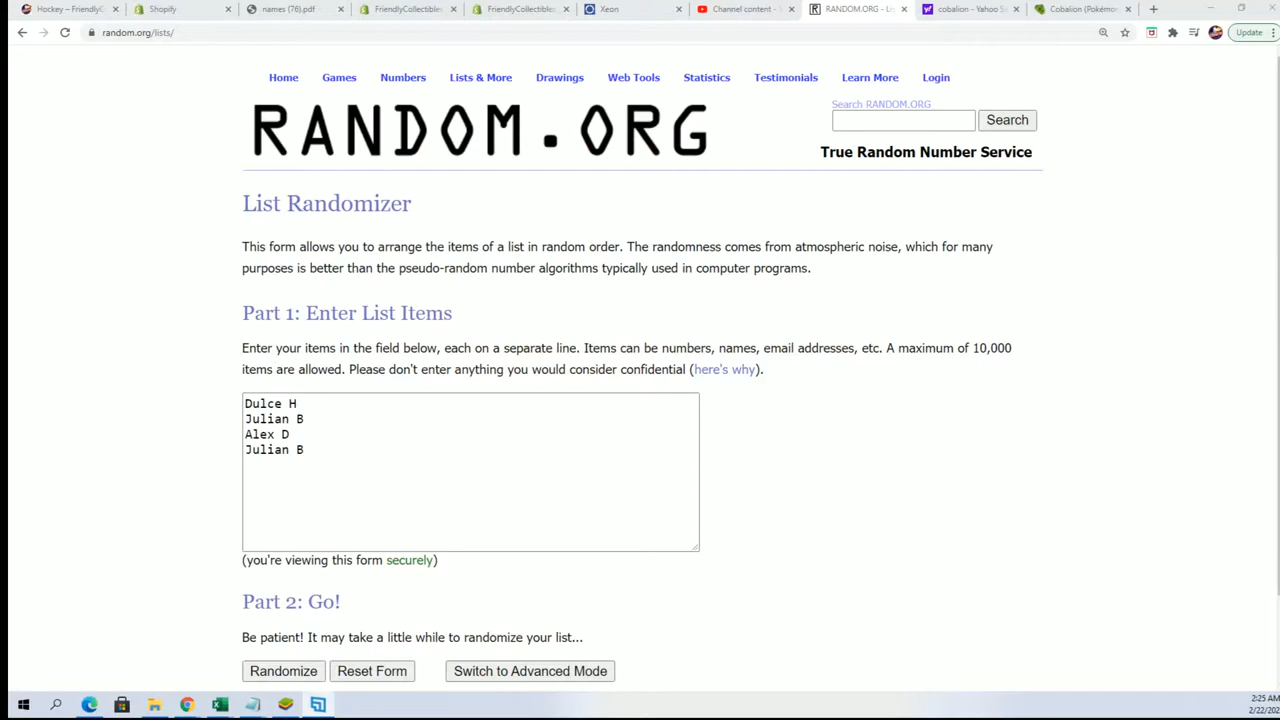 Hockey – FriendlyC
Shopify
names (76).pdf
FriendlyCollectibles
FriendlyCollectibles
Xeon
Channel content -
RANDOM.ORG - Li
cobalion - Yahoo Se
Cobalion (Pokémo
random.org/lists/
Update
Home Games Numbers Lists & More Drawings Web Tools Statistics Testimonials Learn More Login
RANDOM.ORG
Search RANDOM.ORG
Search
True Random Number Service
List Randomizer
This form allows you to arrange the items of a list in random order. The randomness comes from atmospheric noise, which for many
purposes is better than the pseudo-random number algorithms typically used in computer programs.
Part 1: Enter List Items
Enter your items in the field below, each on a separate line. Items can be numbers, names, email addresses, etc. A maximum of 10,000
items are allowed. Please don't enter anything you would consider confidential (here's why).
Dulce H
Julian B
Alex D
Julian B
(you're viewing this form securely)
Part 2: Go!
Be patient! It may take a little while to randomize your list...
Randomize Reset Form Switch to Advanced Mode
2:25 AM
2/22/202